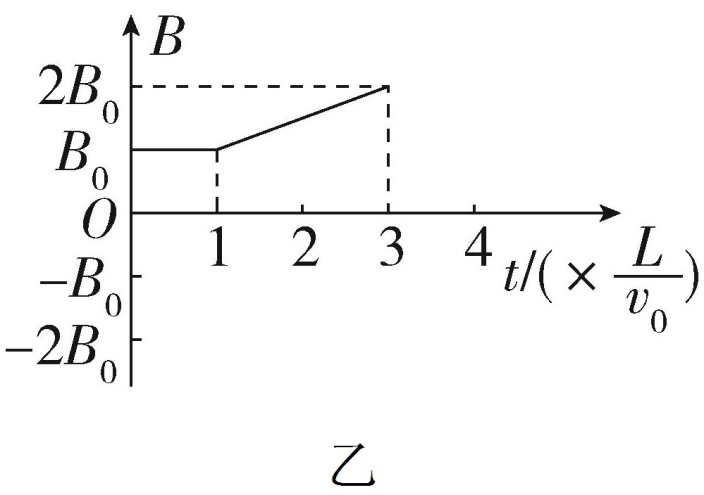 B
2B₀
B₀
O
1 2 3 4 t/(× L/v₀)
-B₀
-2B₀
乙